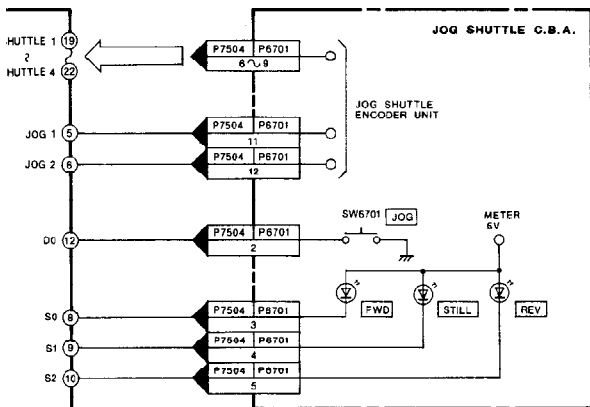 JOG SHUTTLE C.B.A.
HUTTLE 1 19
2
HUTTLE 4 22
P7504 P6701
6 9
JOG SHUTTLE
ENCODER UNIT
JOG 1 5
P7504 P6701
11
JOG 2 6
P7504 P6701
12
SW6701 JOG
METER
6V
D0 12
P7504 P6701
2
FWD STILL REV
S0 8
P7504 P6701
3
S1 9
P7504 P6701
4
S2 10
P7504 P6701
5